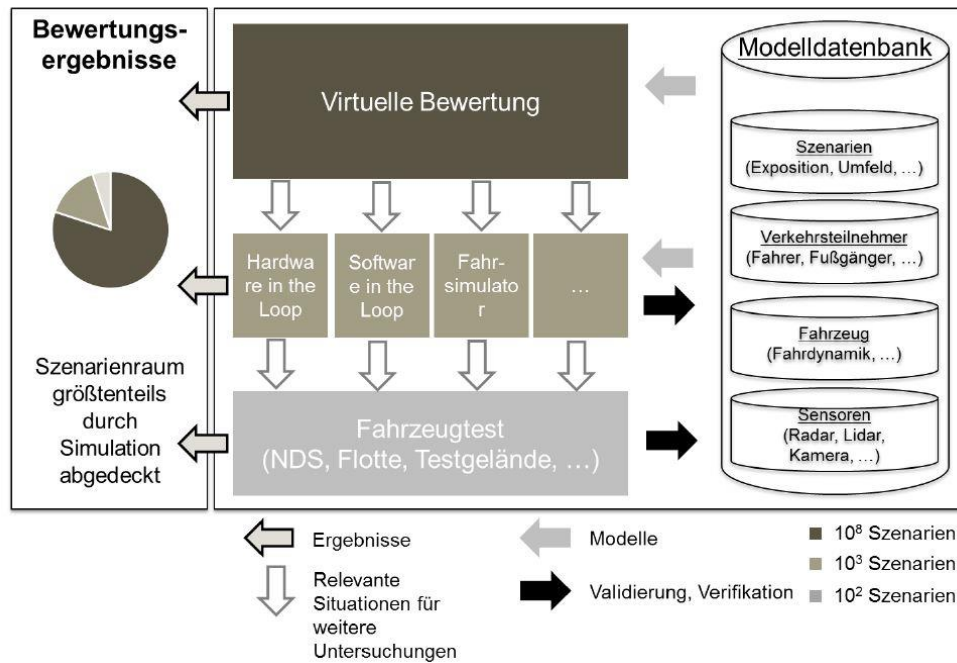 Bewertungs-
ergebnisse
Szenarienraum
größtenteils
durch
Simulation
abgedeckt
Virtuelle Bewertung
Hardwa
re in the
Loop
Softwar
e in the
Loop
Fahr-
simulato
r
...
Fahrzeugtest
(NDS, Flotte, Testgelände, ...)
Modelldatenbank
Szenarien
(Exposition, Umfeld, ...)
Verkehrsteilnehmer
(Fahrer, Fußgänger, ...)
Fahrzeug
(Fahrdynamik, ...)
Sensoren
(Radar, Lidar,
Kamera, ...)
Ergebnisse
Relevante
Situationen für
weitere
Untersuchungen
Modelle
Validierung, Verifikation
10⁸ Szenarien
10³ Szenarien
10² Szenarien